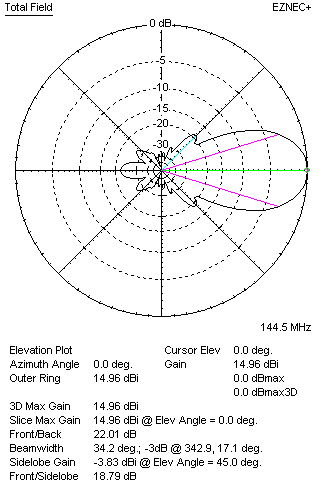 Total Field
EZNEC+
0 dB
-5
-10
-15
-20
-30
144.5 MHz
Elevation Plot
Cursor Elev 0.0 deg.
Azimuth Angle 0.0 deg.
Gain 14.96 dBi
Outer Ring 14.96 dBi
0.0 dBmax
0.0 dBmax3D
3D Max Gain 14.96 dBi
Slice Max Gain 14.96 dBi @ Elev Angle = 0.0 deg.
Front/Back 22.01 dB
Beamwidth 34.2 deg.; -3dB @ 342.9, 17.1 deg.
Sidelobe Gain -3.83 dBi @ Elev Angle = 45.0 deg.
Front/Sidelobe 18.79 dB